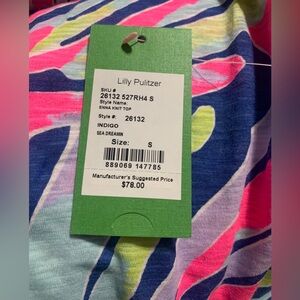 Lilly Pulitzer
SKU #
26132 527RH4 S
Style Name:
ENNA KNIT TOP
Style #: 26132
INDIGO
SEA DREAMIN
Size: S
889069 147785
Manufacturer's Suggested Price
$78.00